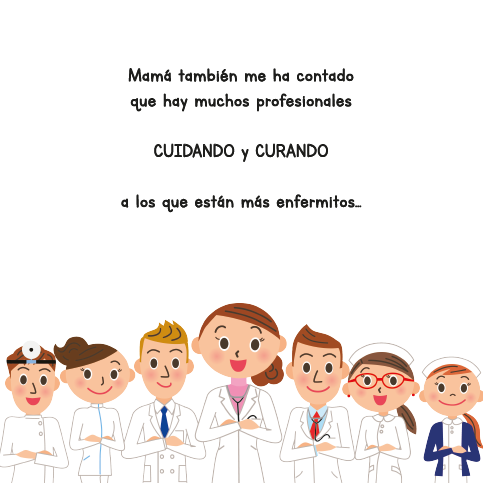 Mamá también me ha contado
que hay muchos profesionales
CUIDANDO y CURANDO
a los que están más enfermitos...